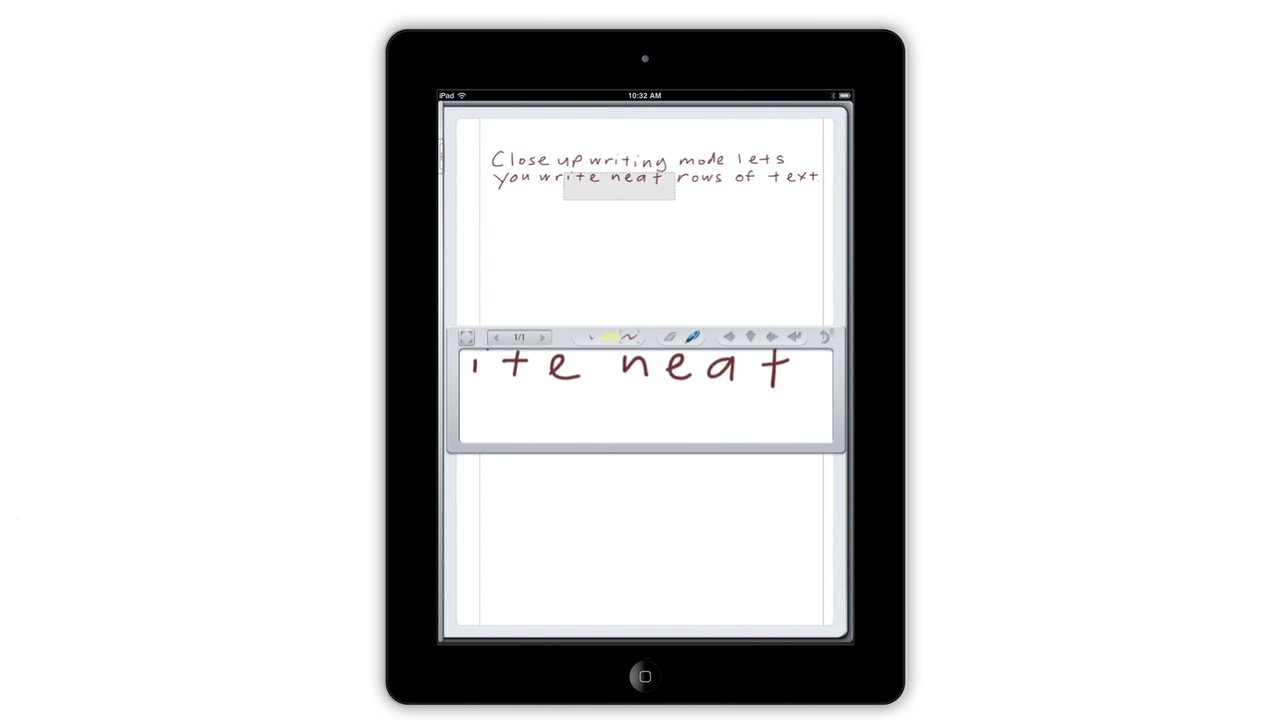 iPad 10:32 AM
Close up writing mode lets
you write neat rows of text.
1/1
ite neat